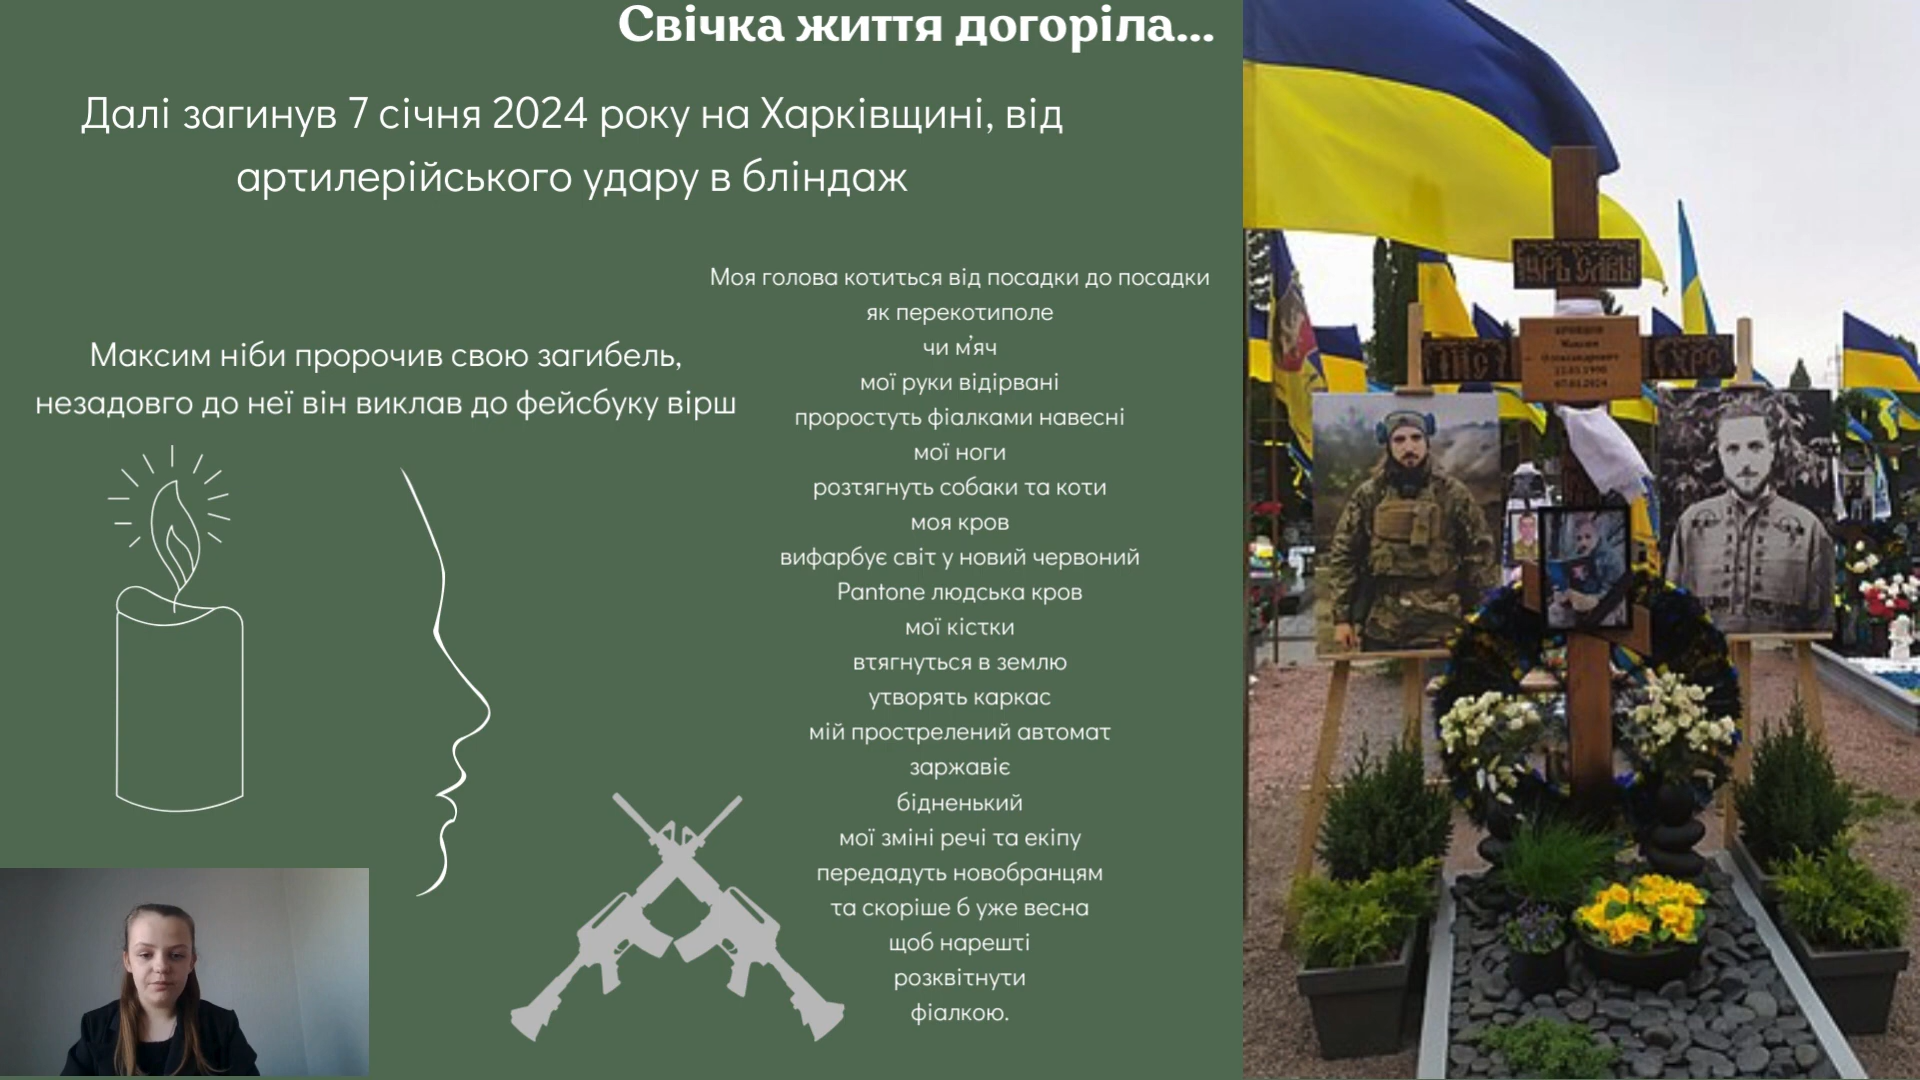 Свічка життя догоріла...
Далі загинув 7 січня 2024 року на Харківщині, від
артилерійського удару в бліндаж
Максим ніби пророчив свою загибель,
незадовго до неї він виклав до фейсбуку вірш
Моя голова котиться від посадки до посадки
як перекотиполе
чи м'яч
мої руки відірвані
проростуть фіалками навесні
мої ноги
розтягнуть собаки та коти
моя кров
вифарбує світ у новий червоний
Pantone людська кров
мої кістки
втягнуться в землю
утворять каркас
мій прострелений автомат
заржавіє
бідненький
мої зміні речі та екіпу
передадуть новобранцям
та скоріше б уже весна
щоб нарешті
розквітнути
фіалкою.
ІИС ХРС